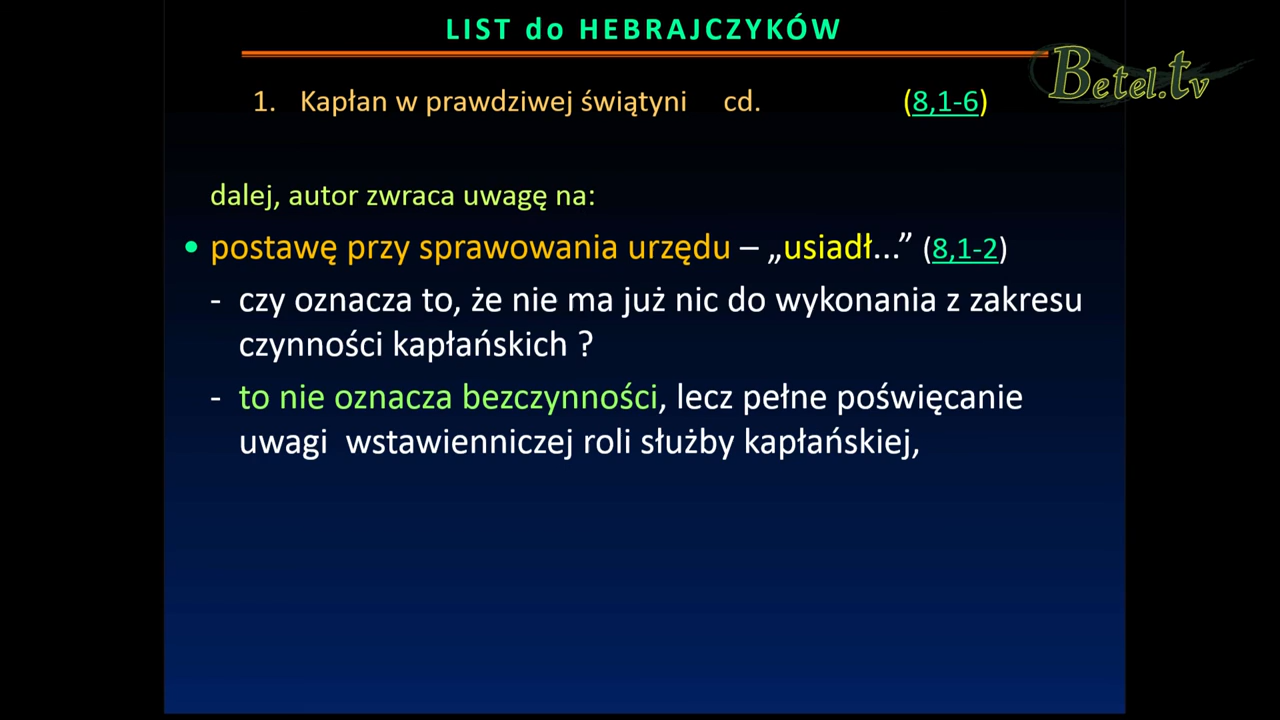 LIST do HEBRAJCZYKÓW
Betel.tv
1. Kapłan w prawdziwej świątyni cd. (8,1-6)
dalej, autor zwraca uwagę na:
• postawę przy sprawowania urzędu – „usiadł...” (8,1-2)
- czy oznacza to, że nie ma już nic do wykonania z zakresu
czynności kapłańskich ?
- to nie oznacza bezczynności, lecz pełne poświęcanie
uwagi wstawienniczej roli służby kapłańskiej,